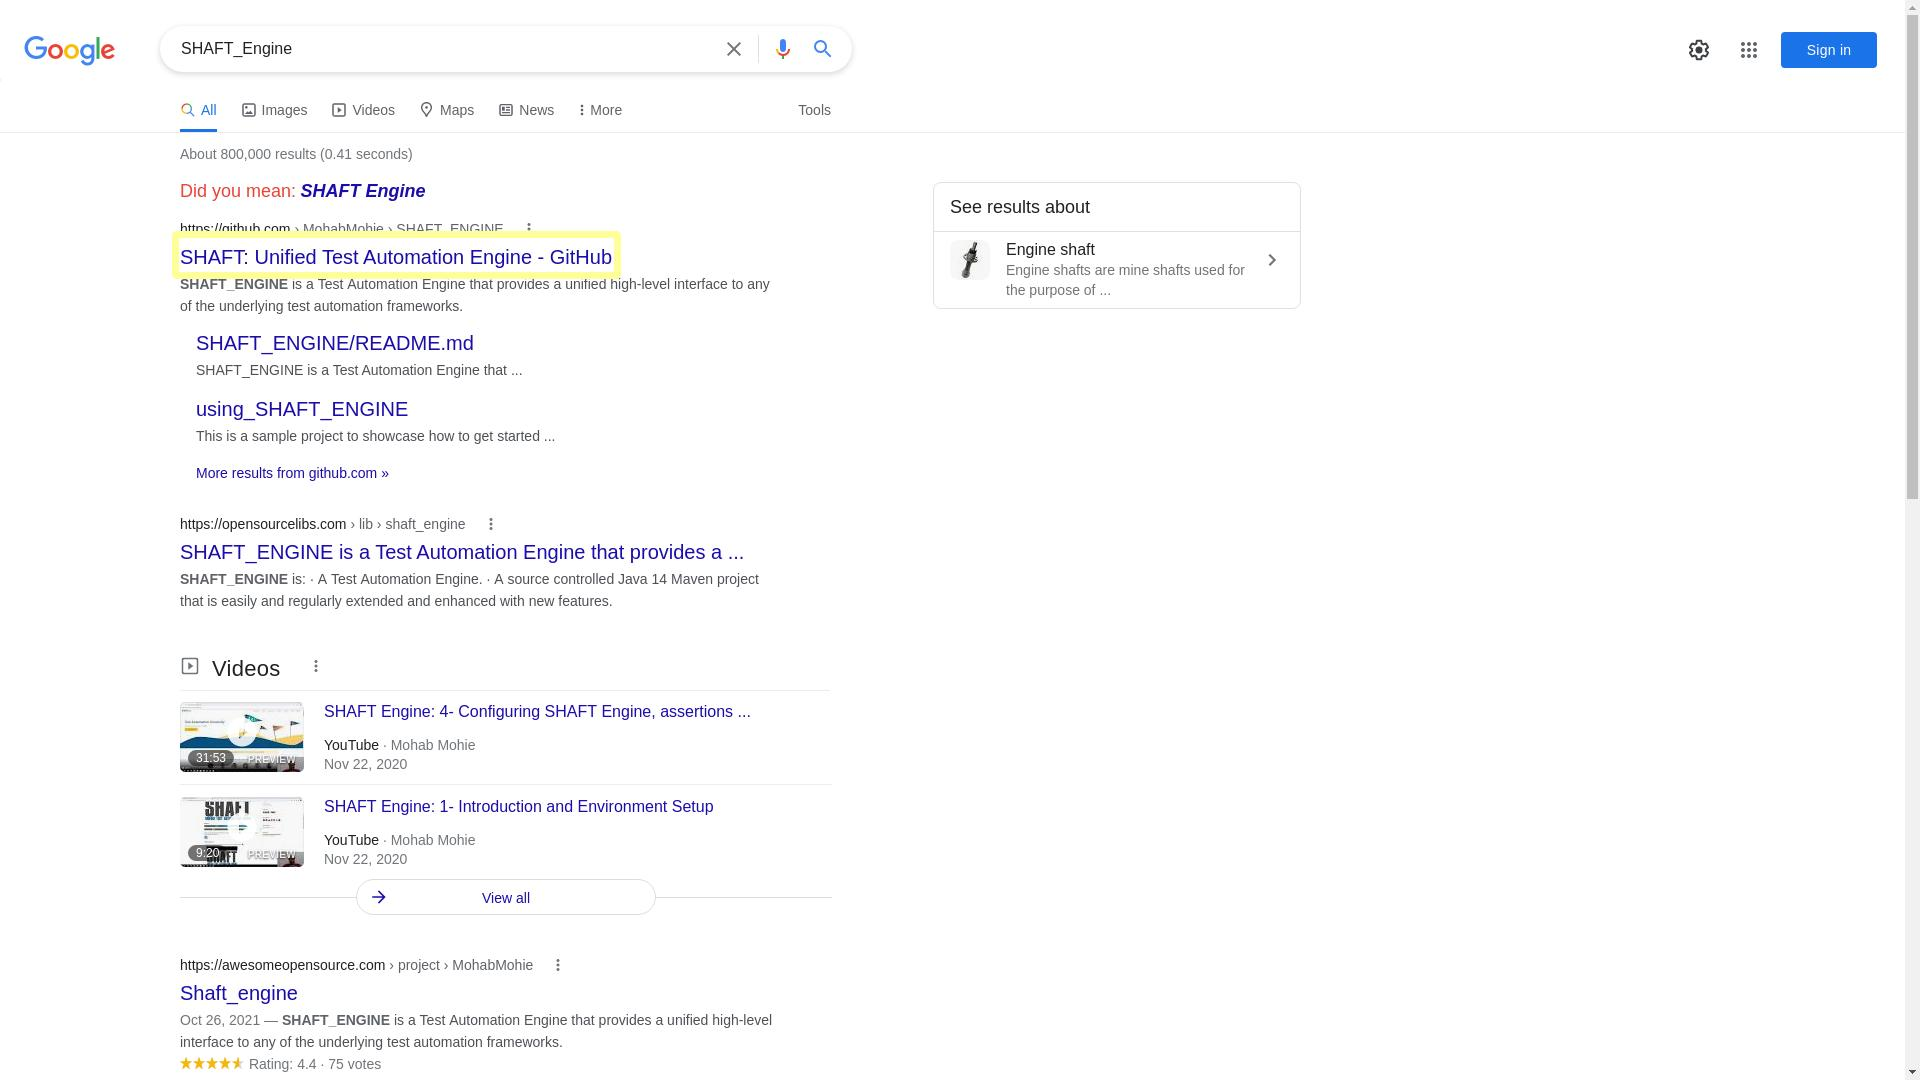 Google
SHAFT_Engine
Sign in
All
Images
Videos
Maps
News
More
Tools
About 800,000 results (0.41 seconds)
Did you mean: SHAFT Engine
https://github.com › MohabMohie › SHAFT_ENGINE
SHAFT: Unified Test Automation Engine - GitHub
SHAFT_ENGINE is a Test Automation Engine that provides a unified high-level interface to any
of the underlying test automation frameworks.
SHAFT_ENGINE/README.md
SHAFT_ENGINE is a Test Automation Engine that ...
using_SHAFT_ENGINE
This is a sample project to showcase how to get started ...
More results from github.com »
https://opensourcelibs.com › lib › shaft_engine
SHAFT_ENGINE is a Test Automation Engine that provides a ...
SHAFT_ENGINE is: · A Test Automation Engine. · A source controlled Java 14 Maven project
that is easily and regularly extended and enhanced with new features.
Videos
31:53
PREVIEW
SHAFT Engine: 4- Configuring SHAFT Engine, assertions ...
YouTube · Mohab Mohie
Nov 22, 2020
SHAFT
9:20
PREVIEW
SHAFT Engine: 1- Introduction and Environment Setup
YouTube · Mohab Mohie
Nov 22, 2020
View all
https://awesomeopensource.com › project › MohabMohie
Shaft_engine
Oct 26, 2021 — SHAFT_ENGINE is a Test Automation Engine that provides a unified high-level
interface to any of the underlying test automation frameworks.
Rating: 4.4 · 75 votes
See results about
Engine shaft
Engine shafts are mine shafts used for
the purpose of ...